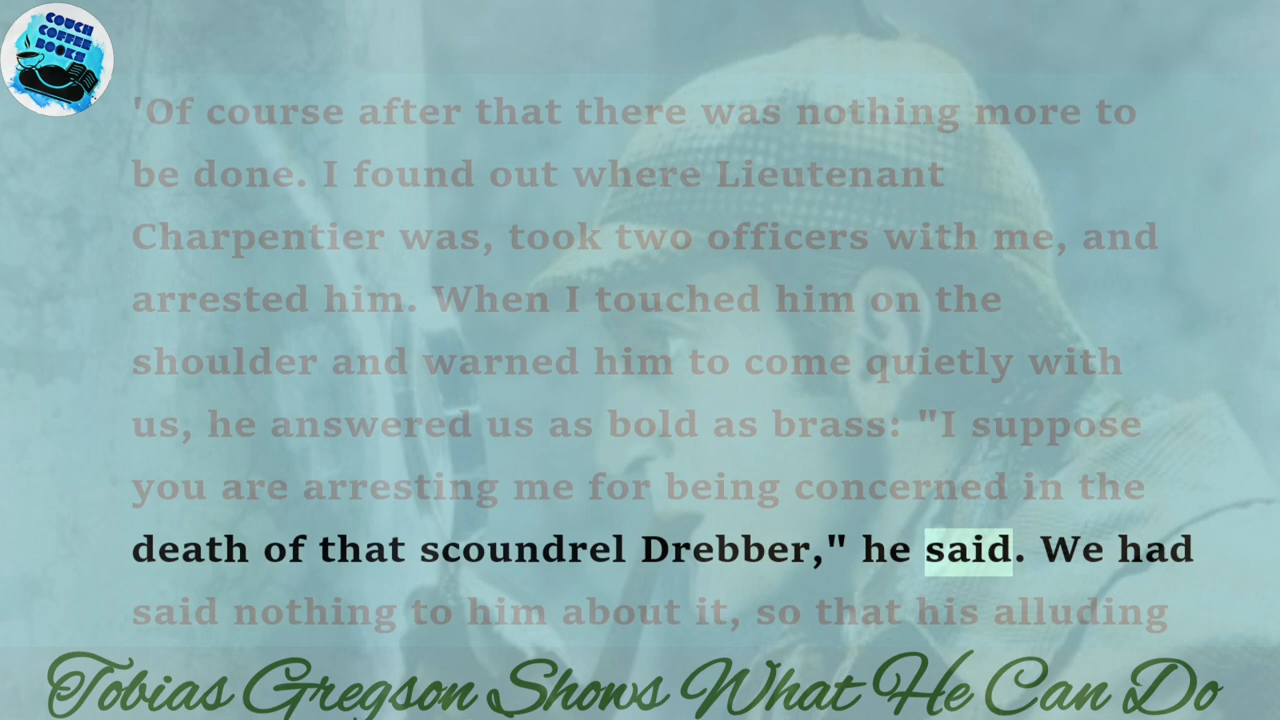 COUCH
COFFEE
BOOKS
'Of course after that there was nothing more to
be done. I found out where Lieutenant
Charpentier was, took two officers with me, and
arrested him. When I touched him on the
shoulder and warned him to come quietly with
us, he answered us as bold as brass: "I suppose
you are arresting me for being concerned in the
death of that scoundrel Drebber," he said. We had
said nothing to him about it, so that his alluding
Tobias Gregson Shows What He Can Do